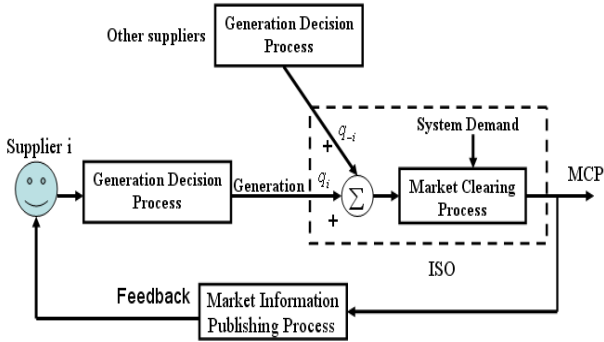 Other suppliers
Generation Decision
Process
q₋ᵢ
+
System Demand
Supplier i
Generation Decision
Process
Generation
qᵢ
+
Σ
Market Clearing
Process
MCP
ISO
Feedback
Market Information
Publishing Process